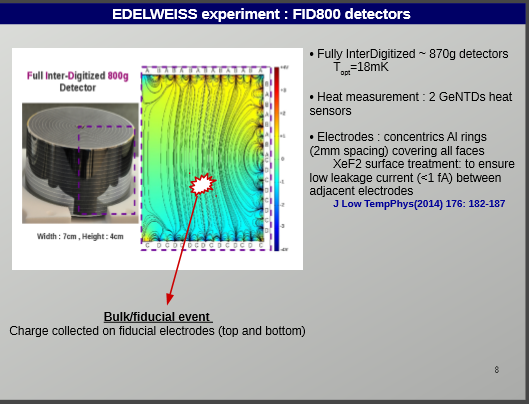 EDELWEISS experiment : FID800 detectors
Full Inter-Digitized 800g
Detector
Width : 7cm , Height : 4cm
• Fully InterDigitized ~ 870g detectors
Topt=18mK
• Heat measurement : 2 GeNTDs heat
sensors
• Electrodes : concentrics Al rings
(2mm spacing) covering all faces
XeF2 surface treatment: to ensure
low leakage current (<1 fA) between
adjacent electrodes
J Low TempPhys(2014) 176: 182-187
Bulk/fiducial event
Charge collected on fiducial electrodes (top and bottom)
8